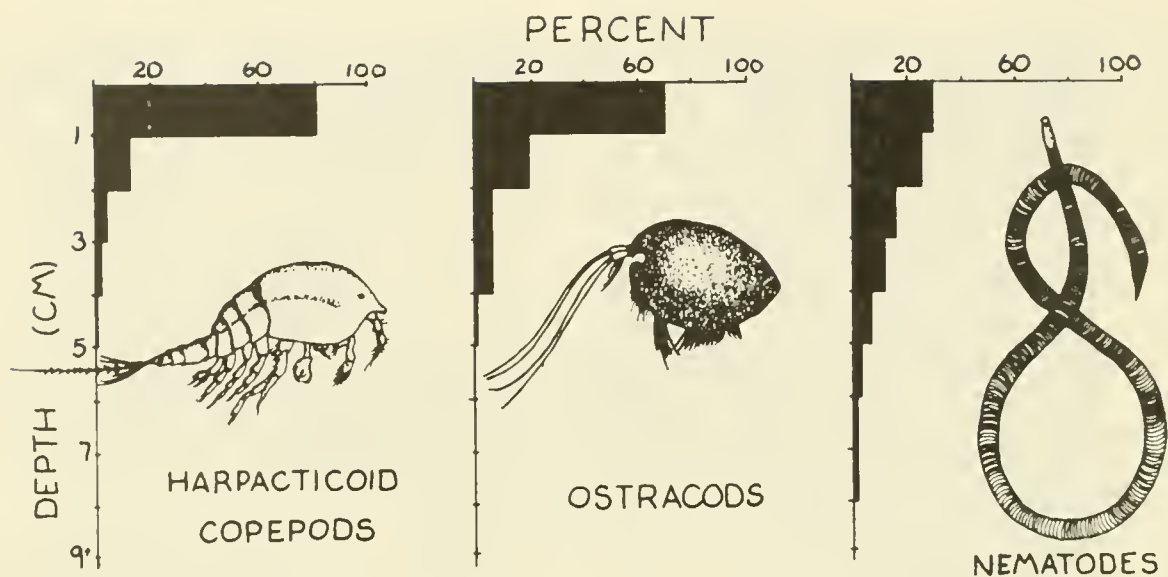 PERCENT
20 60 100
20 60 100
20 60 100
1
3
5
7
9
DEPTH (CM)
HARPACTICOID
COPEPODS
OSTRACODS
NEMATODES